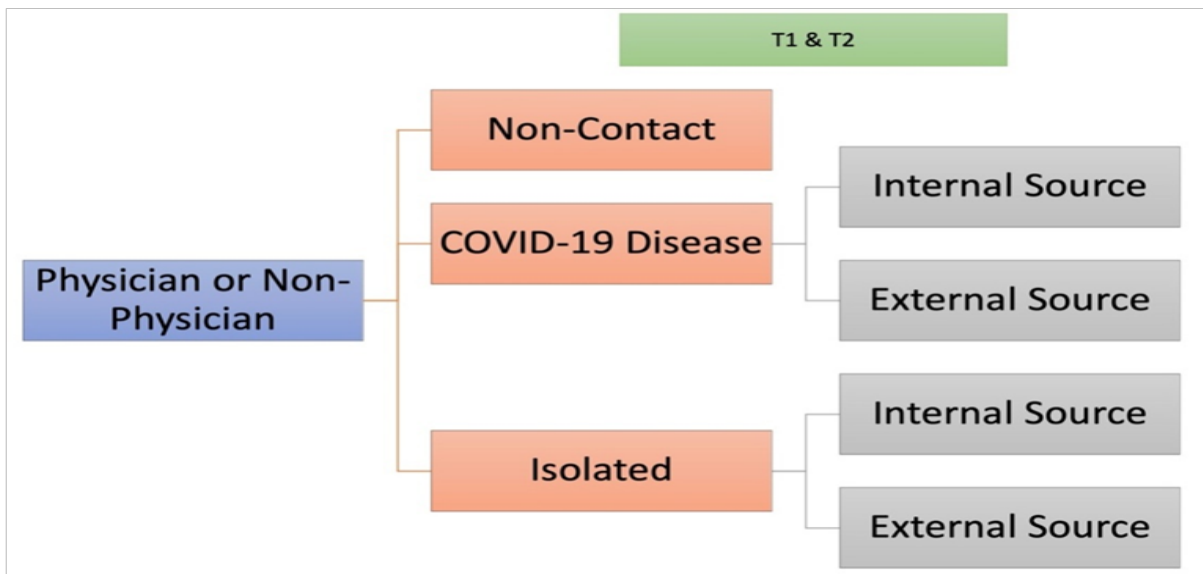 T1 & T2
Non-Contact
Internal Source
COVID-19 Disease
Physician or Non-
Physician
External Source
Internal Source
Isolated
External Source